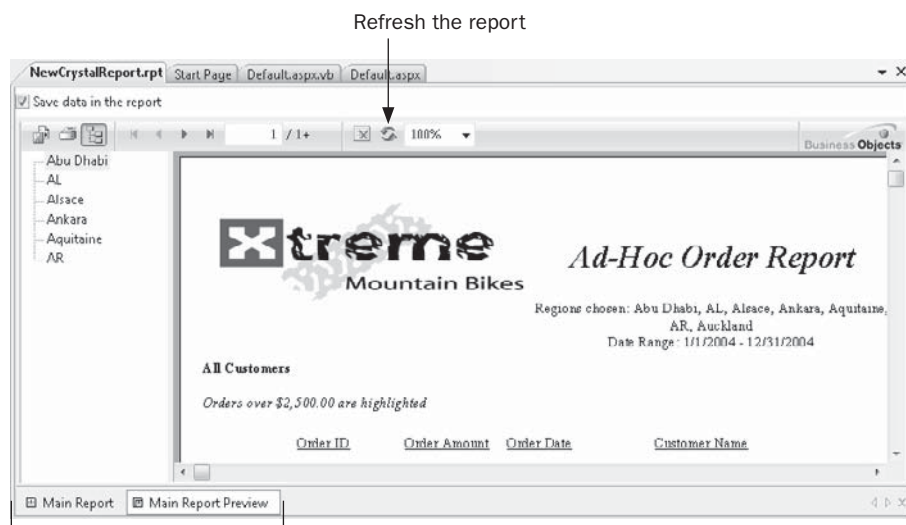 Refresh the report
NewCrystalReport.rpt Start Page Default.aspx.vb Default.aspx
Save data in the report
1 / 1+ 100%
Business Objects
Abu Dhabi
AL
Alsace
Ankara
Aquitaine
AR
Xtreme
Mountain Bikes
Ad-Hoc Order Report
Regions chosen: Abu Dhabi, AL, Alsace, Ankara, Aquitaine,
AR, Auckland
Date Range: 1/1/2004 - 12/31/2004
All Customers
Orders over $2,500.00 are highlighted
Order ID Order Amount Order Date Customer Name
Main Report Main Report Preview